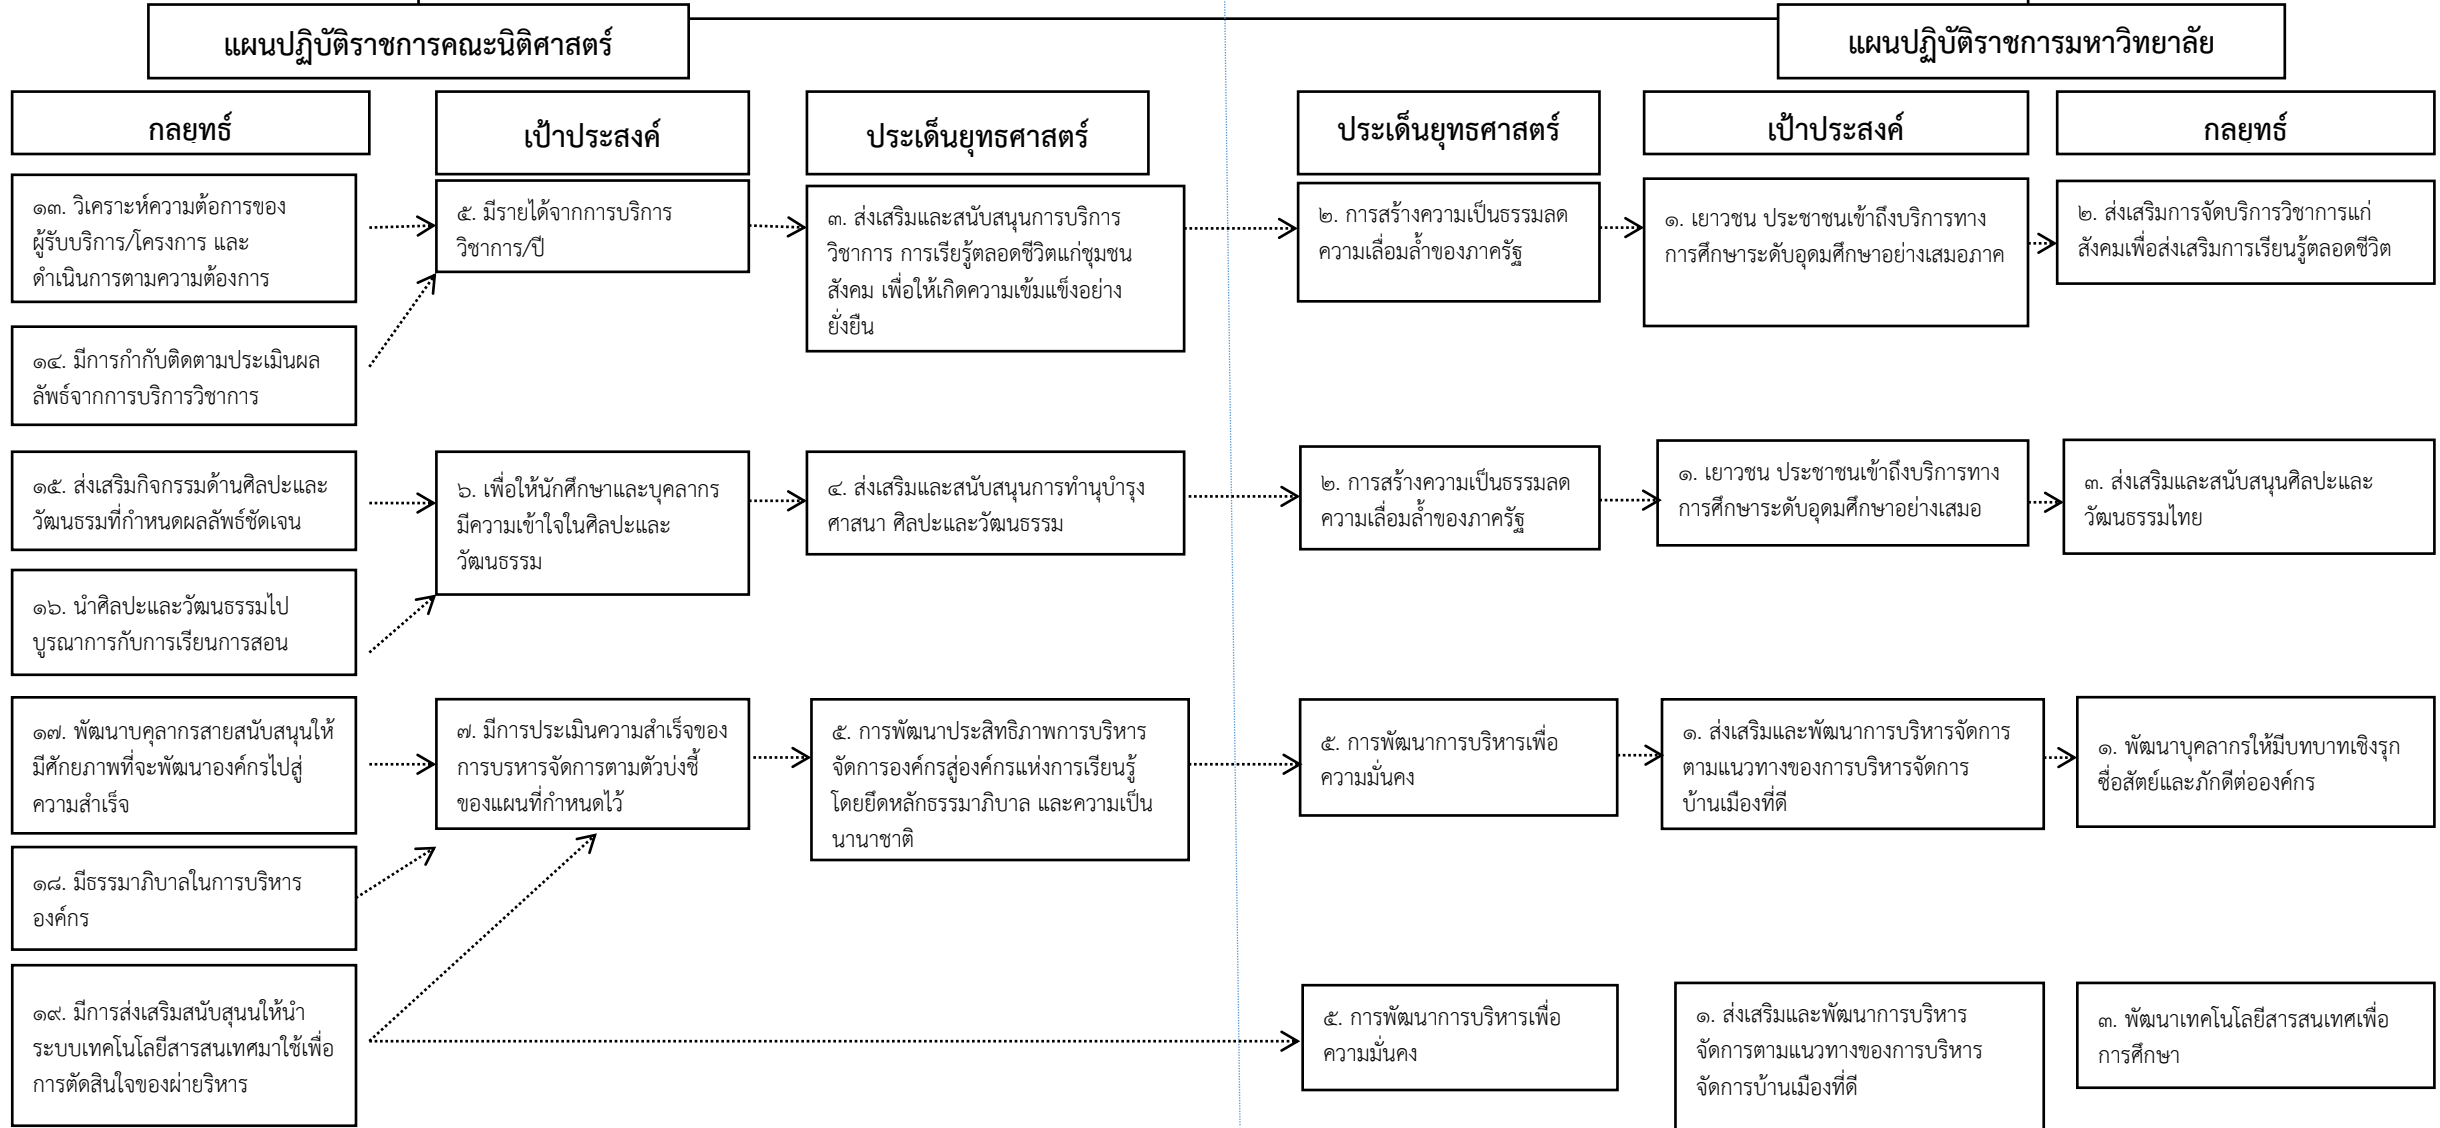 แผนปฏิบัติราชการคณะนิติศาสตร์
แผนปฏิบัติราชการมหาวิทยาลัย
กลยุทธ์
เป้าประสงค์
ประเด็นยุทธศาสตร์
ประเด็นยุทธศาสตร์
เป้าประสงค์
กลยุทธ์
๑๓. วิเคราะห์ความต้อการของ
ผู้รับบริการ/โครงการ และ
ดำเนินการตามความต้องการ
๕. มีรายได้จากการบริการ
วิชาการ/ปี
๓. ส่งเสริมและสนับสนุนการบริการ
วิชาการ การเรียรู้ตลอดชีวิตแก่ชุมชน
สังคม เพื่อให้เกิดความเข้มแข็งอย่าง
ยั่งยืน
๒. การสร้างความเป็นธรรมลด
ความเลื่อมล้ำของภาครัฐ
๑. เยาวชน ประชาชนเข้าถึงบริการทาง
การศึกษาระดับอุดมศึกษาอย่างเสมอภาค
๒. ส่งเสริมการจัดบริการวิชาการแก่
สังคมเพื่อส่งเสริมการเรียนรู้ตลอดชีวิต
๑๔. มีการกำกับติดตามประเมินผล
ลัพธ์จากการบริการวิชาการ
๑๕. ส่งเสริมกิจกรรมด้านศิลปะและ
วัฒนธรมที่กำหนดผลลัพธ์ชัดเจน
๖. เพื่อให้นักศึกษาและบุคลากร
มีความเข้าใจในศิลปะและ
วัฒนธรรม
๔. ส่งเสริมและสนับสนุนการทำนุบำรุง
ศาสนา ศิลปะและวัฒนธรรม
๒. การสร้างความเป็นธรรมลด
ความเลื่อมล้ำของภาครัฐ
๑. เยาวชน ประชาชนเข้าถึงบริการทาง
การศึกษาระดับอุดมศึกษาอย่างเสมอ
๓. ส่งเสริมและสนับสนุนศิลปะและ
วัฒนธรรมไทย
๑๖. นำศิลปะและวัฒนธรรมไป
บูรณาการกับการเรียนการสอน
๑๗. พัฒนาบคุลากรสายสนับสนุนให้
มีศักยภาพที่จะพัฒนาองค์กรไปสู่
ความสำเร็จ
๗. มีการประเมินความสำเร็จของ
การบรหารจัดการตามตัวบ่งชี้
ของแผนที่กำหนดไว้
๕. การพัฒนาประสิทธิภาพการบริหาร
จัดการองค์กรสู่องค์กรแห่งการเรียนรู้
โดยยึดหลักธรรมาภิบาล และความเป็น
นานาชาติ
๕. การพัฒนาการบริหารเพื่อ
ความมั่นคง
๑. ส่งเสริมและพัฒนาการบริหารจัดการ
ตามแนวทางของการบริหารจัดการ
บ้านเมืองที่ดี
๑. พัฒนาบุคลากรให้มีบทบาทเชิงรุก
ซื่อสัตย์และภักดีต่อองค์กร
๑๘. มีธรรมาภิบาลในการบริหาร
องค์กร
๑๙. มีการส่งเสริมสนับสุนนให้นำ
ระบบเทคโนโลยีสารสนเทศมาใช้เพื่อ
การตัดสินใจของผ่ายริหาร
๕. การพัฒนาการบริหารเพื่อ
ความมั่นคง
๑. ส่งเสริมและพัฒนาการบริหาร
จัดการตามแนวทางของการบริหาร
จัดการบ้านเมืองที่ดี
๓. พัฒนาเทคโนโลยีสารสนเทศเพื่อ
การศึกษา